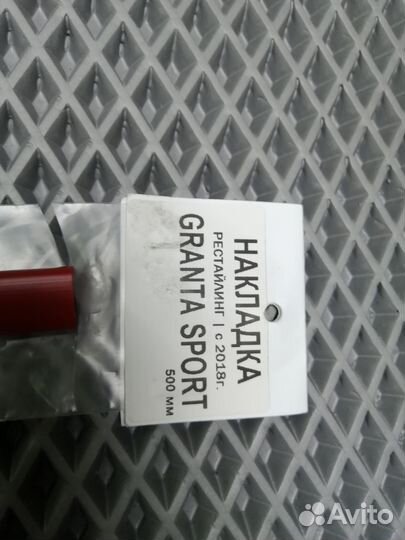 НАКЛАДКА
РЕСТАЙЛИНГ | с 2018г.
GRANTA SPORT
500 мм
Avito